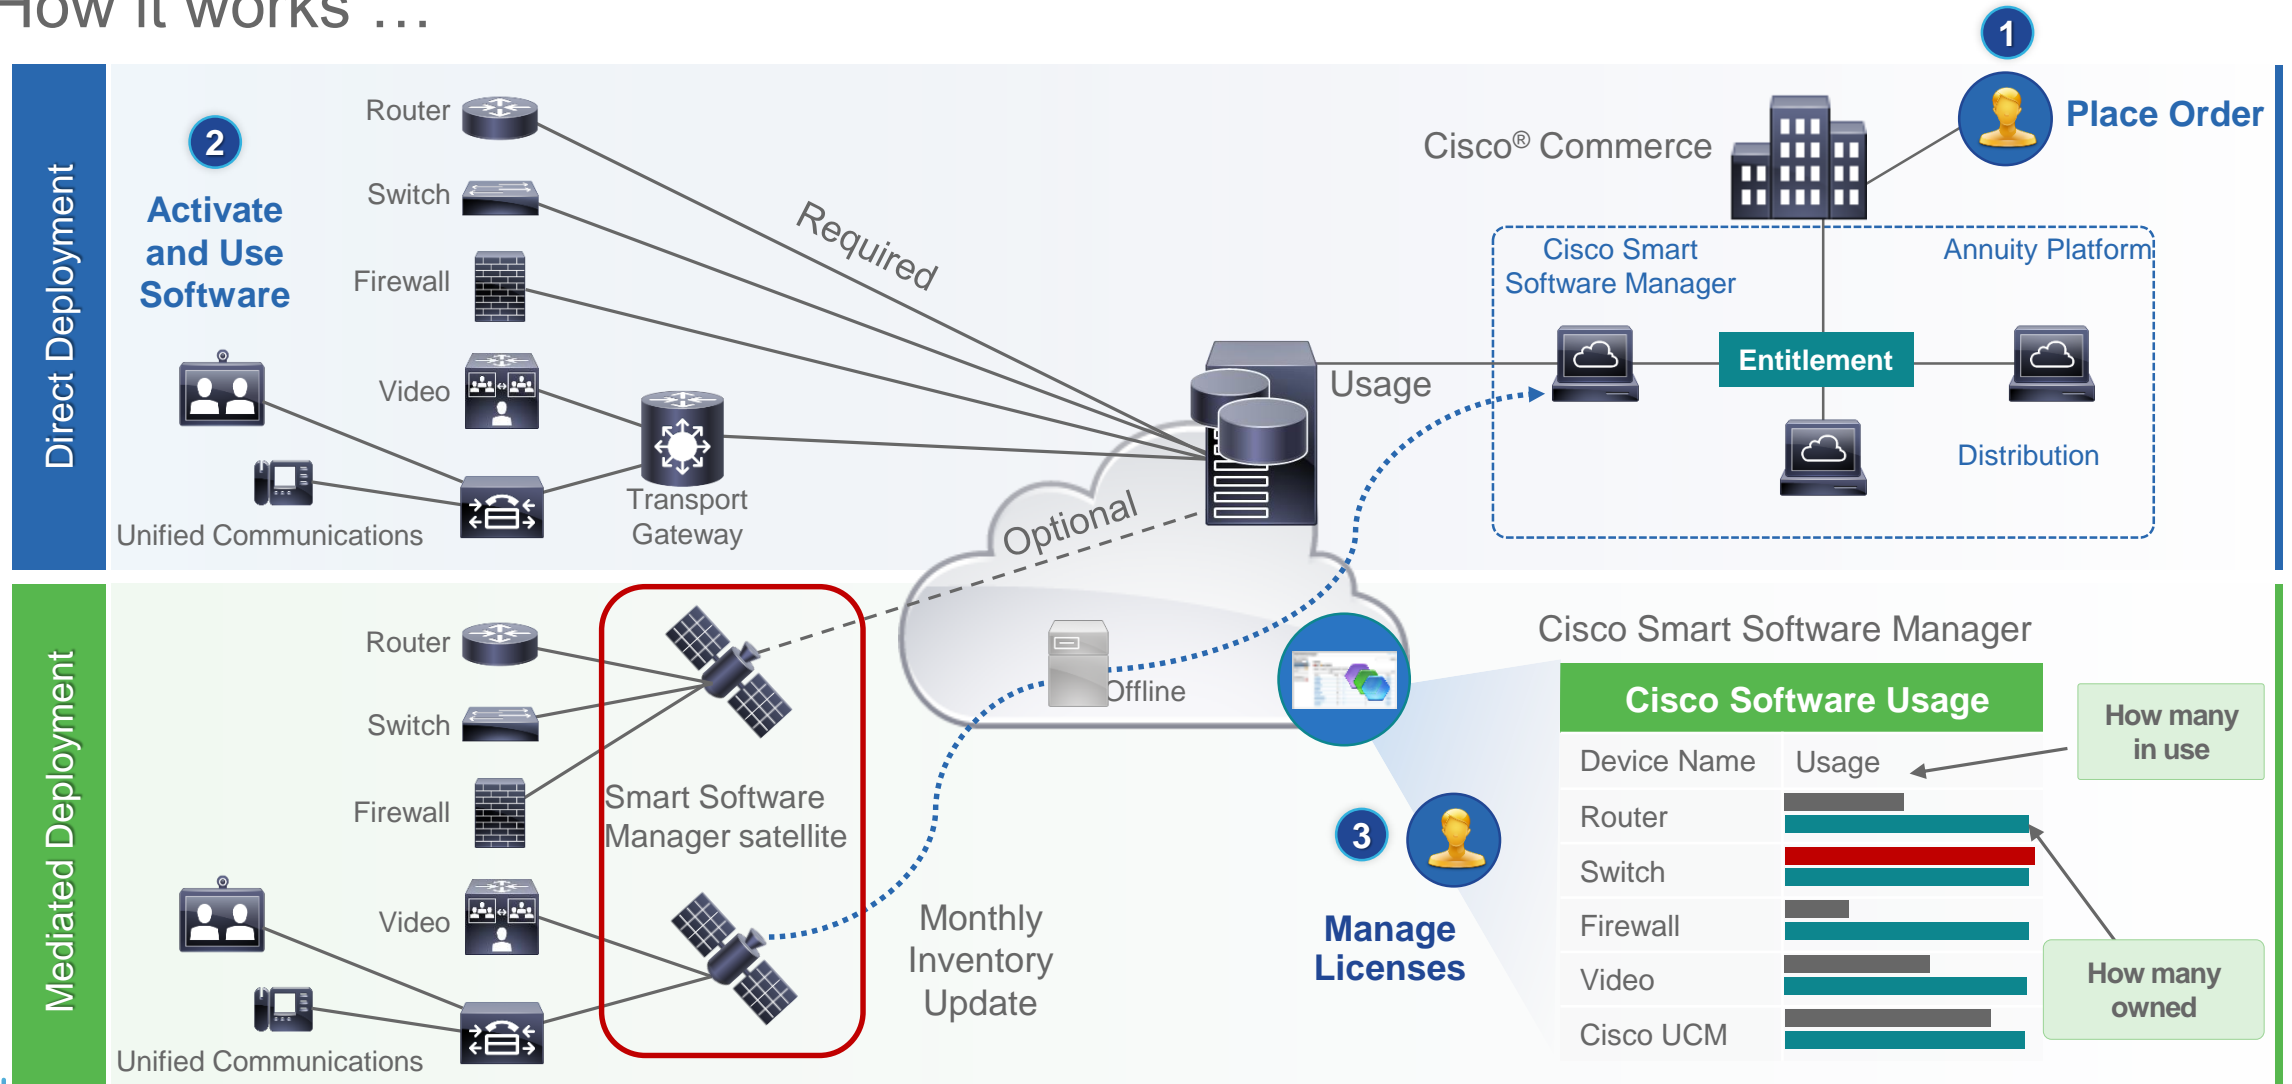 How it works …
1
Place Order
Cisco® Commerce
Direct Deployment
2
Activate
and Use
Software
Router
Switch
Firewall
Video
Unified Communications
Transport
Gateway
Required
Optional
Usage
Cisco Smart
Software Manager
Annuity Platform
Entitlement
Distribution
Mediated Deployment
Router
Switch
Firewall
Video
Unified Communications
Smart Software
Manager satellite
Offline
Monthly
Inventory
Update
3
Manage
Licenses
Cisco Smart Software Manager
Cisco Software Usage
Device Name Usage
Router
Switch
Firewall
Video
Cisco UCM
How many
in use
How many
owned